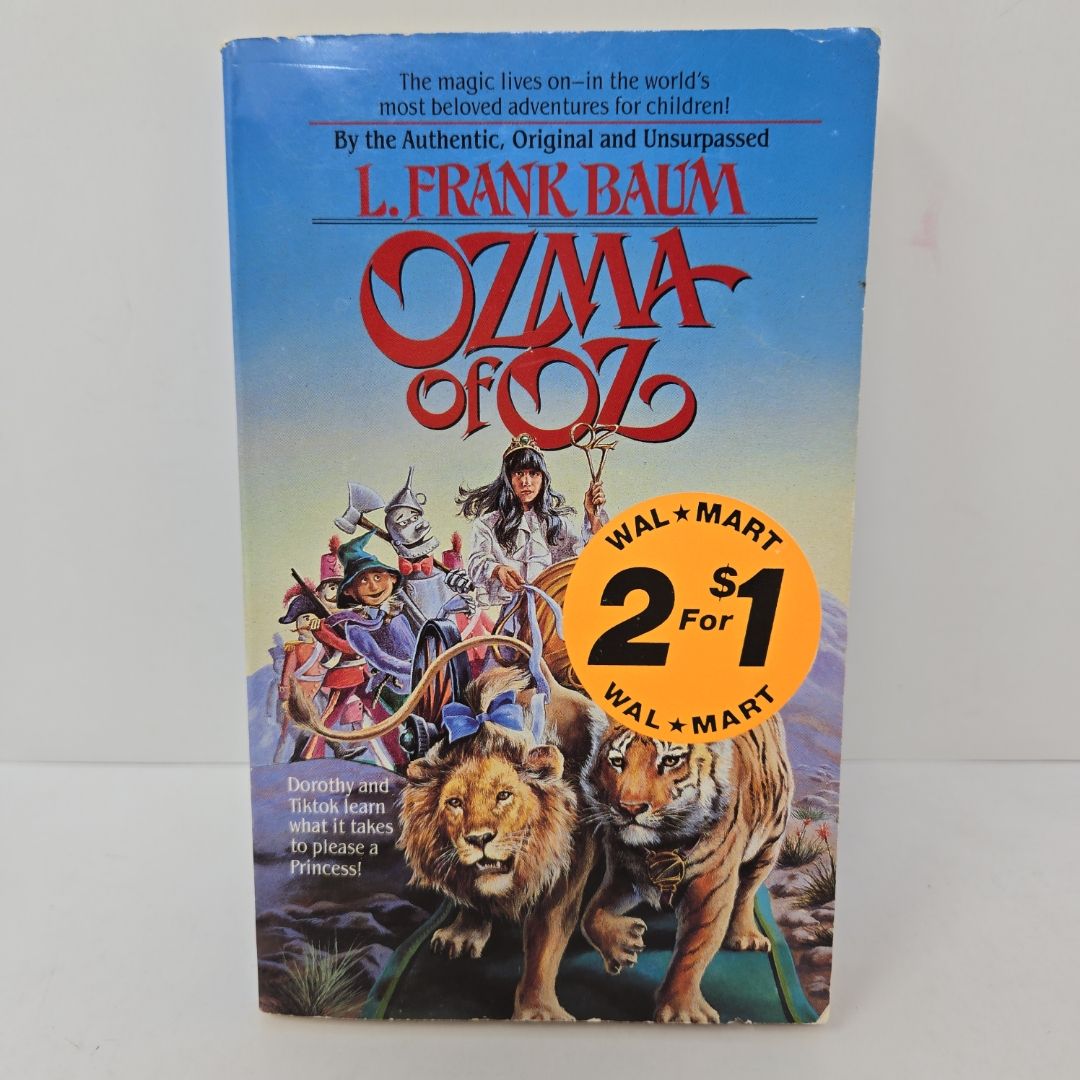 The magic lives on—in the world's
most beloved adventures for children!
By the Authentic, Original and Unsurpassed
L. FRANK BAUM
OZMA
OF OZ
OZ
WAL★MART
2 For $1
WAL★MART
Dorothy and
Tiktok learn
what it takes
to please a
Princess!